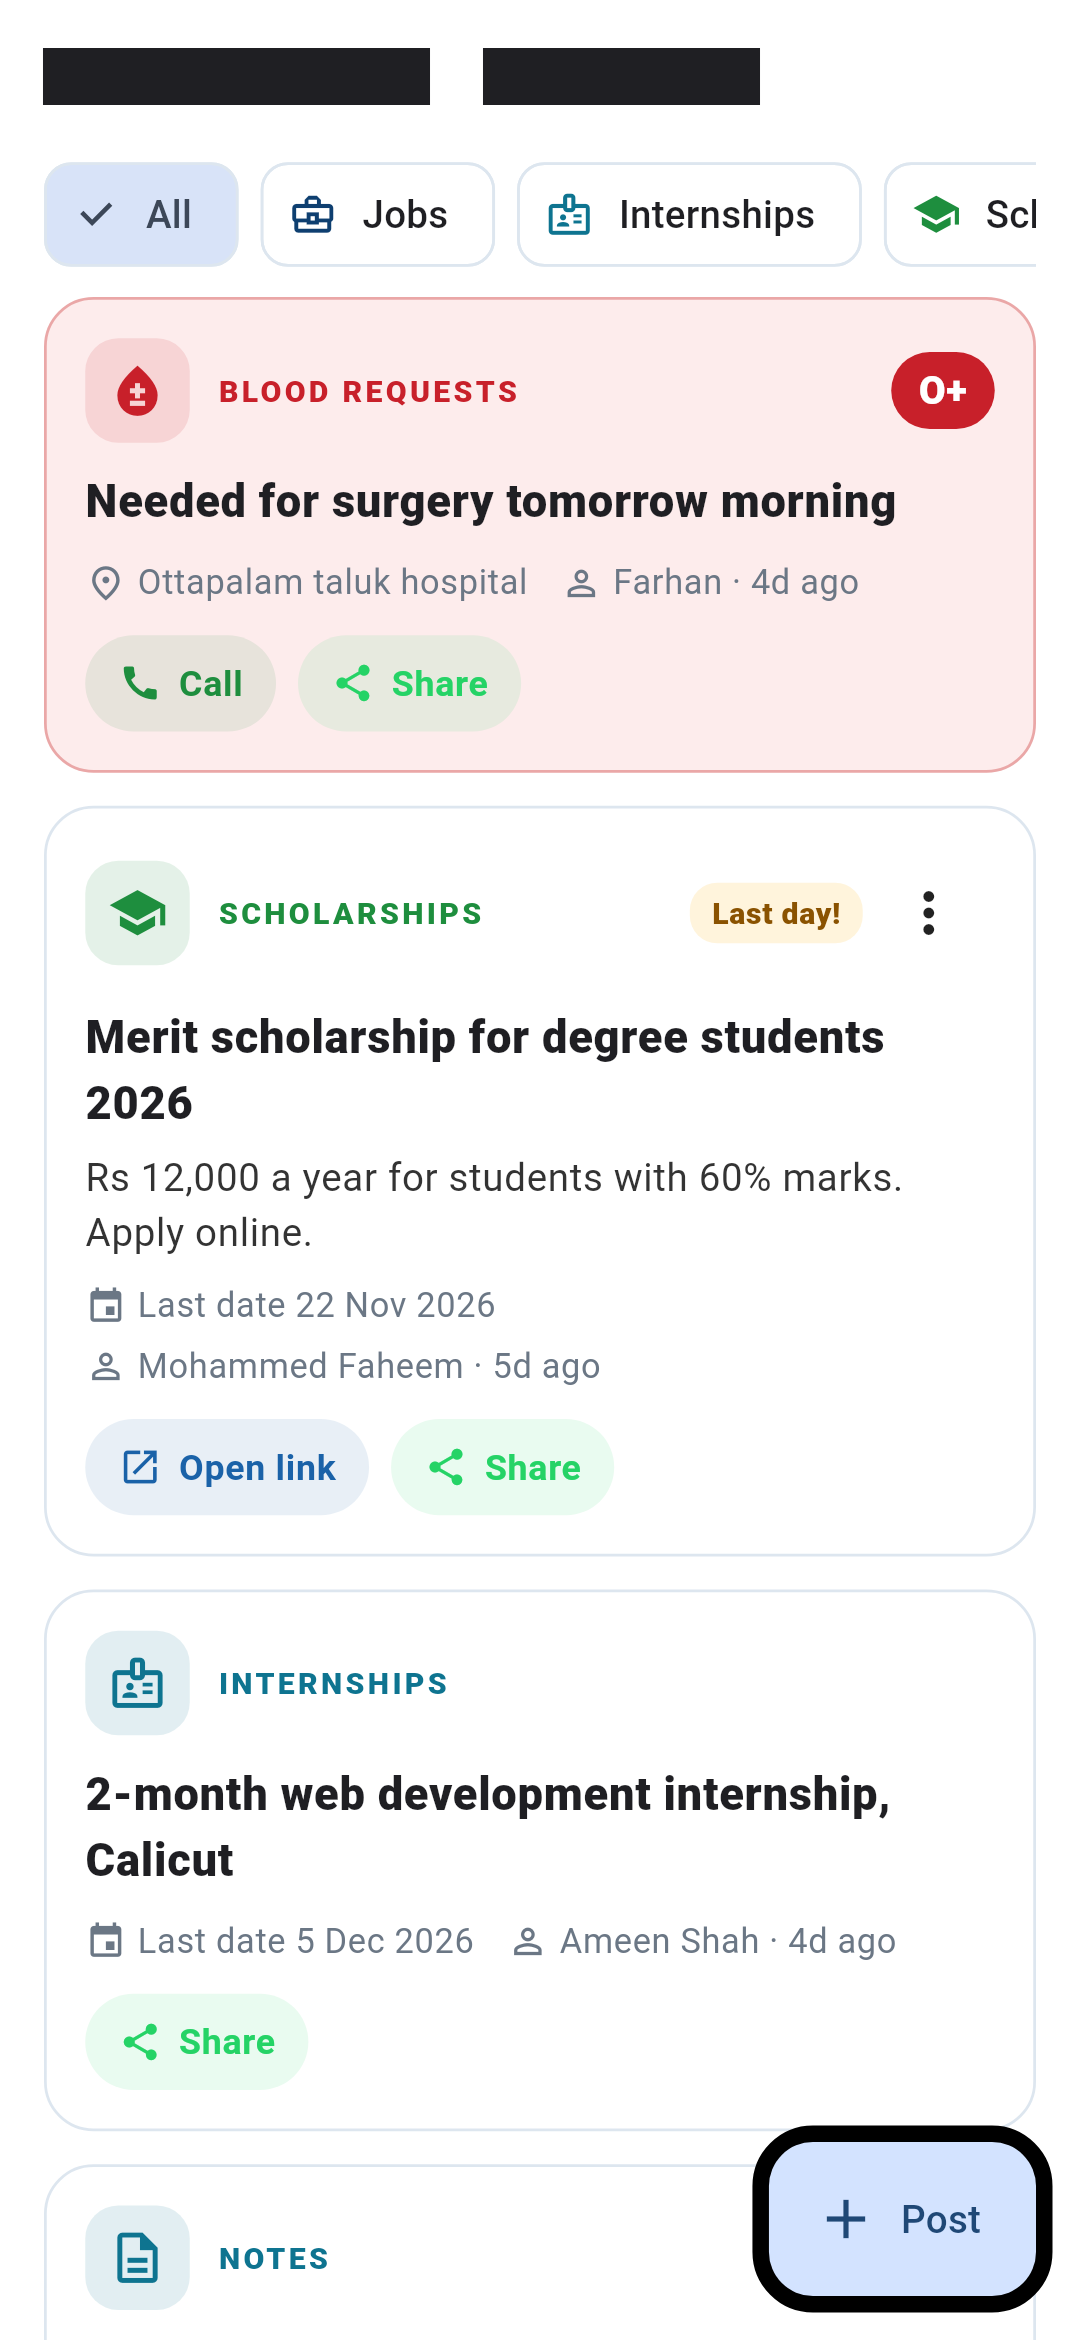 All
Jobs
Internships
Scl
BLOOD REQUESTS
O+
Needed for surgery tomorrow morning
Ottapalam taluk hospital
Farhan · 4d ago
Call
Share
SCHOLARSHIPS
Last day!
Merit scholarship for degree students
2026
Rs 12,000 a year for students with 60% marks.
Apply online.
Last date 22 Nov 2026
Mohammed Faheem · 5d ago
Open link
Share
INTERNSHIPS
2-month web development internship,
Calicut
Last date 5 Dec 2026
Ameen Shah · 4d ago
Share
NOTES
Post